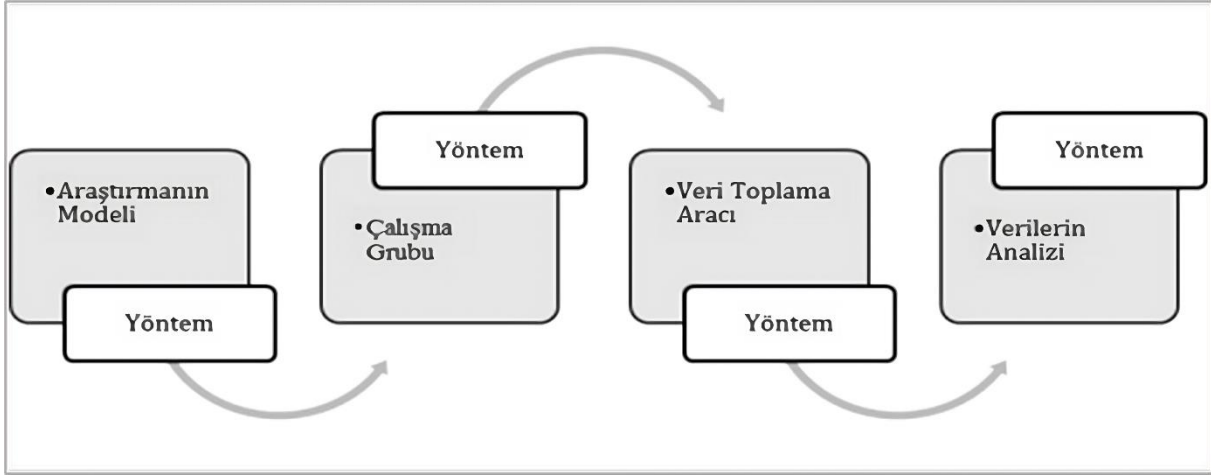 •Araştırmanın
Modeli
Yöntem
Yöntem
•Çalışma
Grubu
•Veri Toplama
Aracı
Yöntem
Yöntem
•Verilerin
Analizi